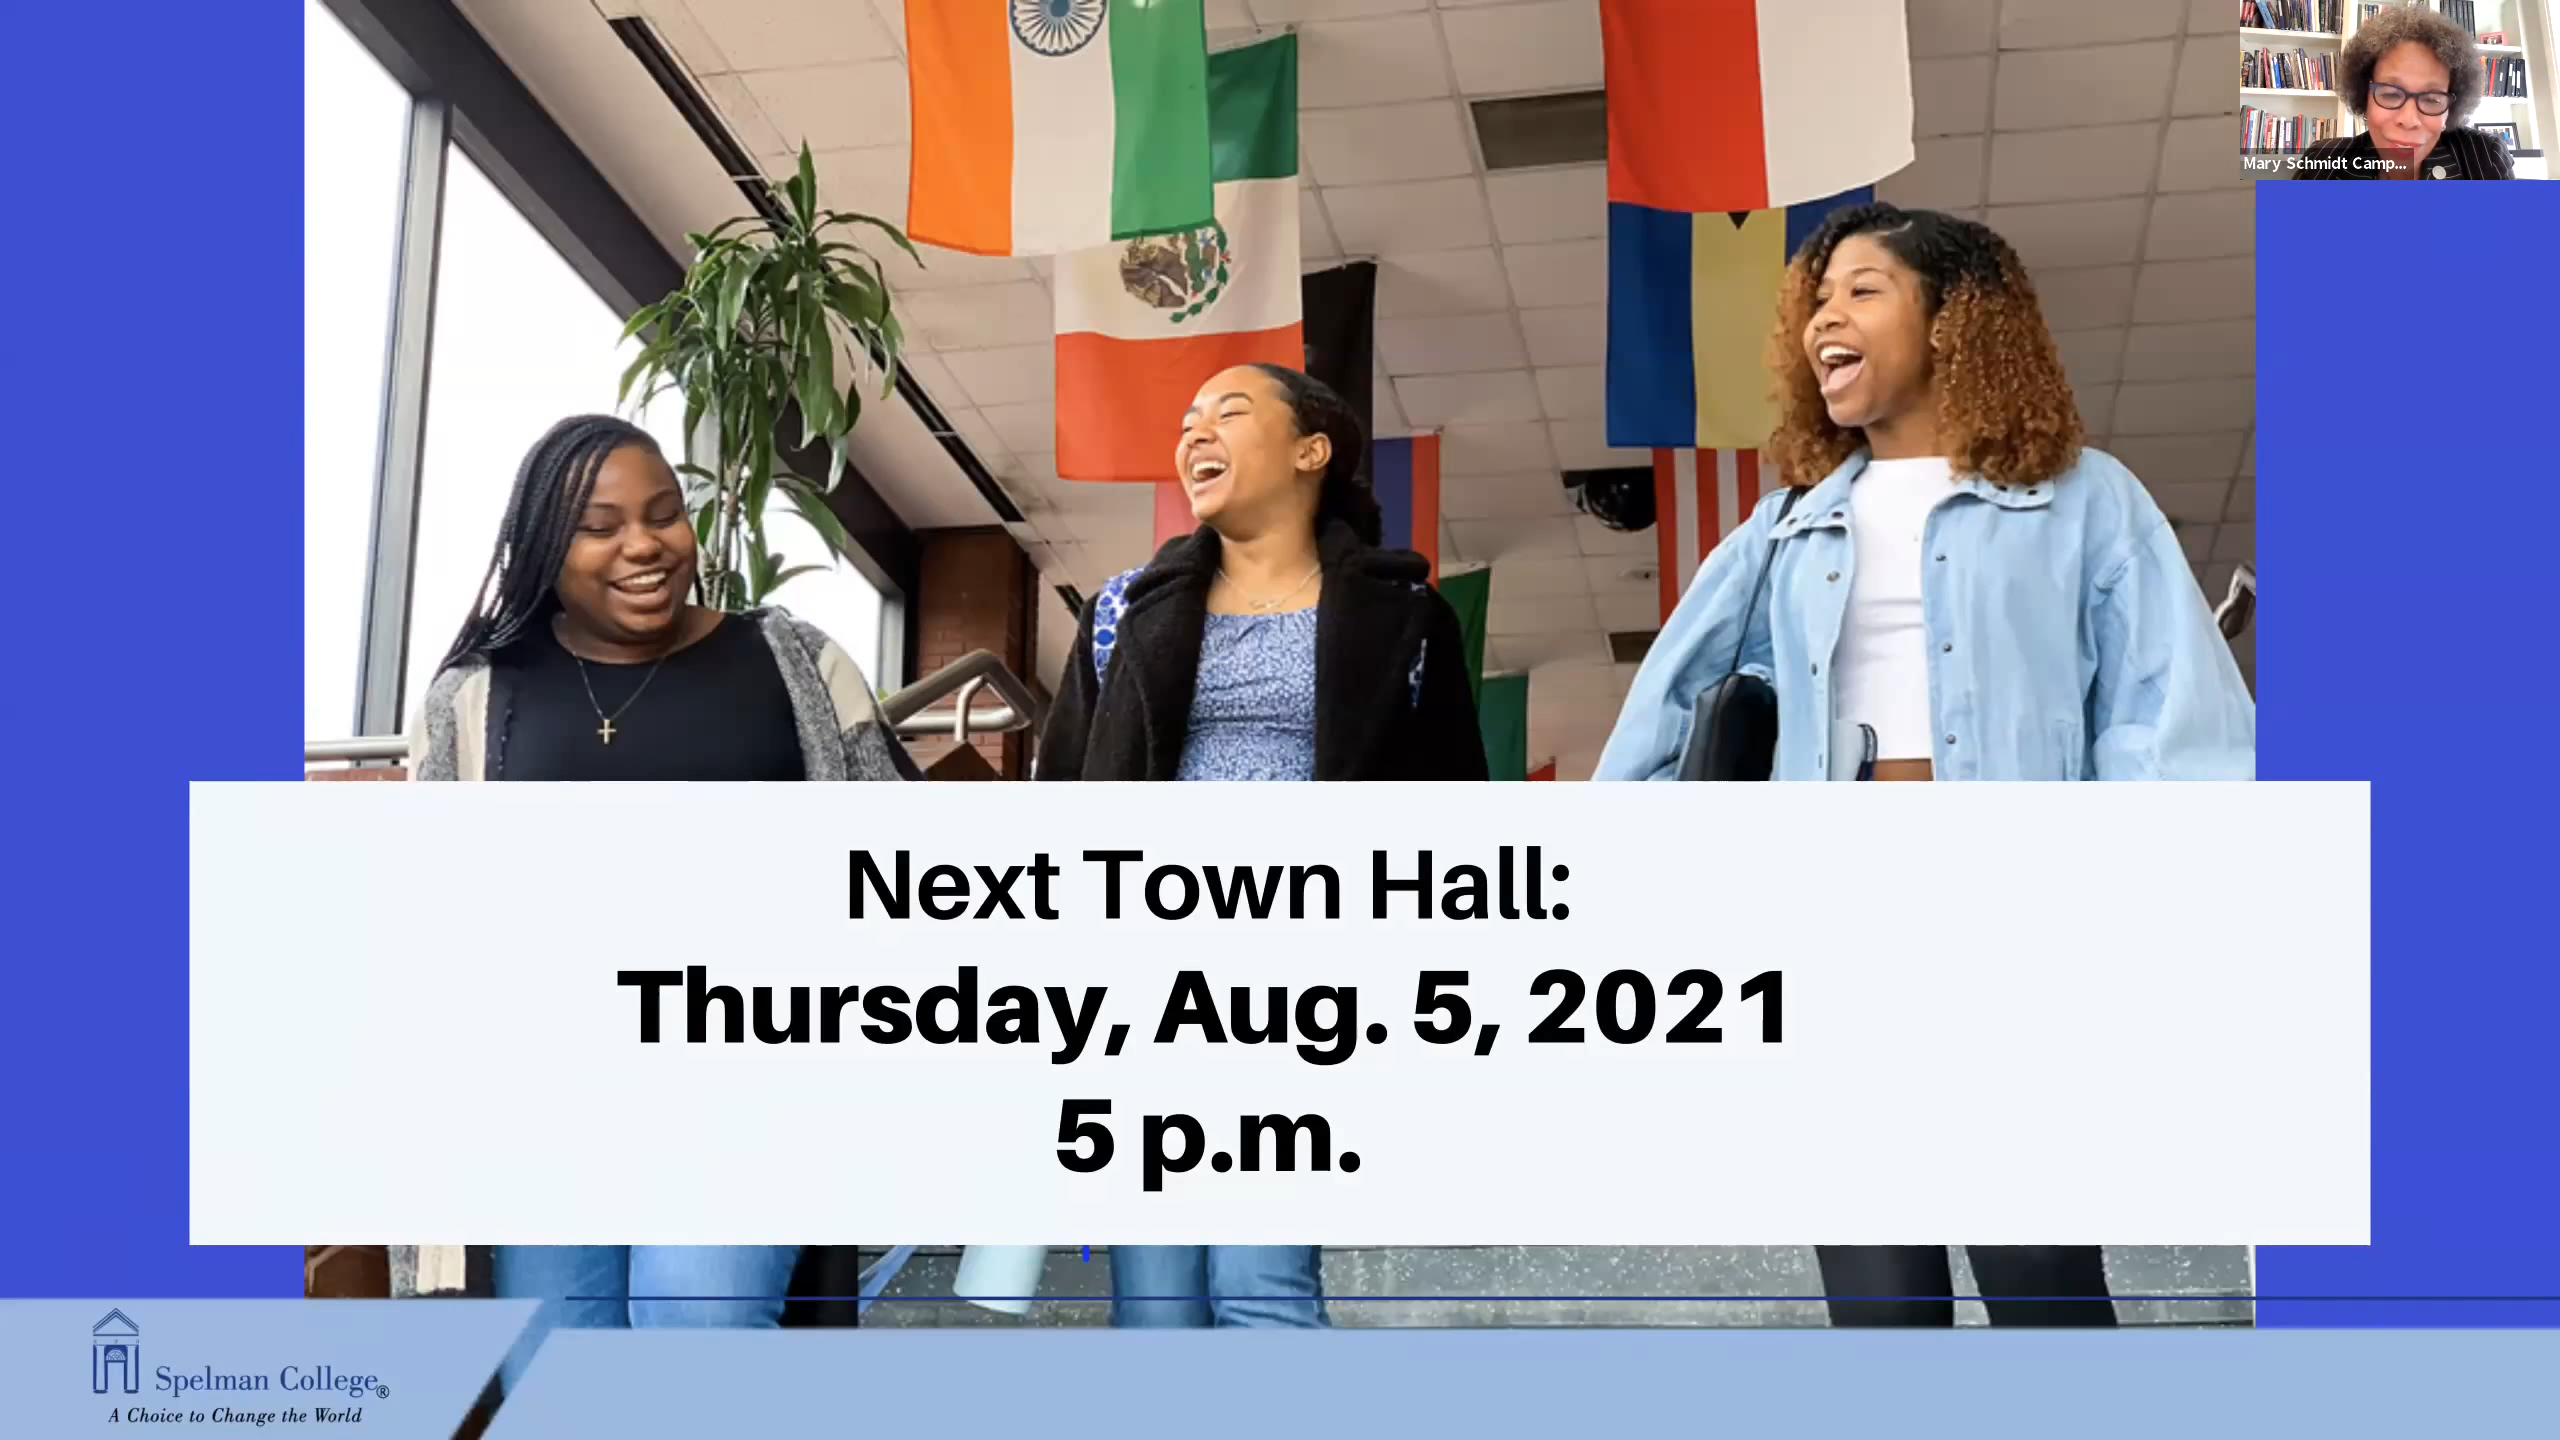 Mary Schmidt Camp...
Next Town Hall:
Thursday, Aug. 5, 2021
5 p.m.
Spelman College®
A Choice to Change the World